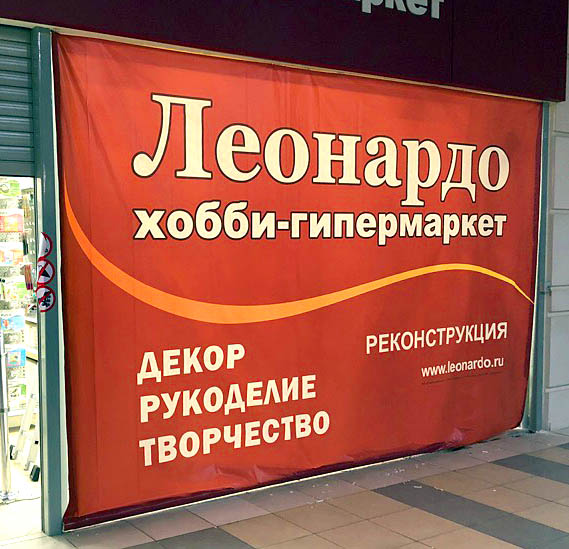 Леонардо
хобби-гипермаркет
ДЕКОР
РУКОДЕЛИЕ
ТВОРЧЕСТВО
РЕКОНСТРУКЦИЯ
www.leonardo.ru